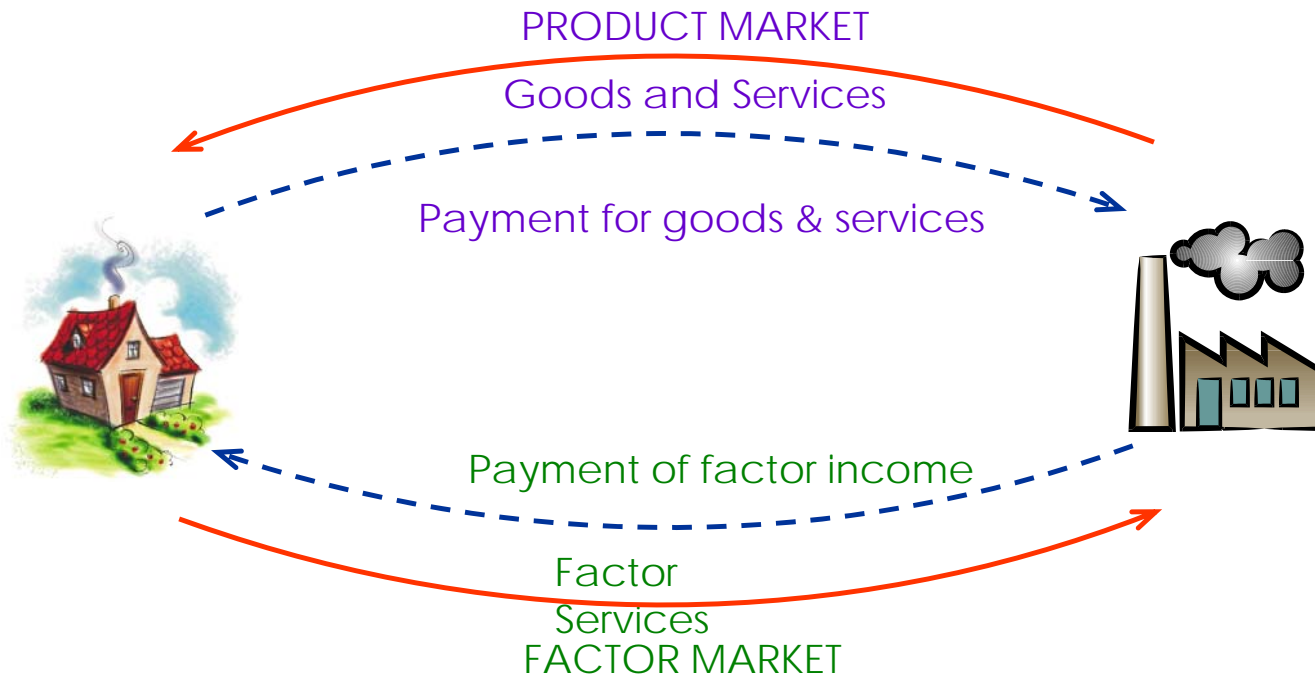 PRODUCT MARKET
Goods and Services
Payment for goods & services
Payment of factor income
Factor
Services
FACTOR MARKET